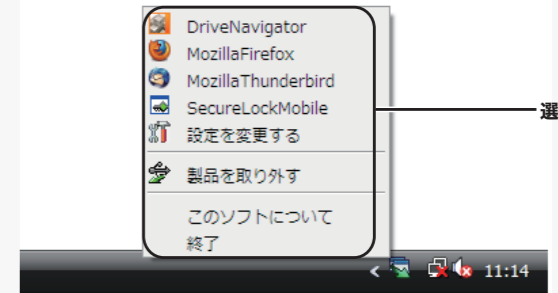 DriveNavigator
MozillaFirefox
MozillaThunderbird
SecureLockMobile
選
設定を変更する
製品を取り外す
このソフトについて
終了
11:14